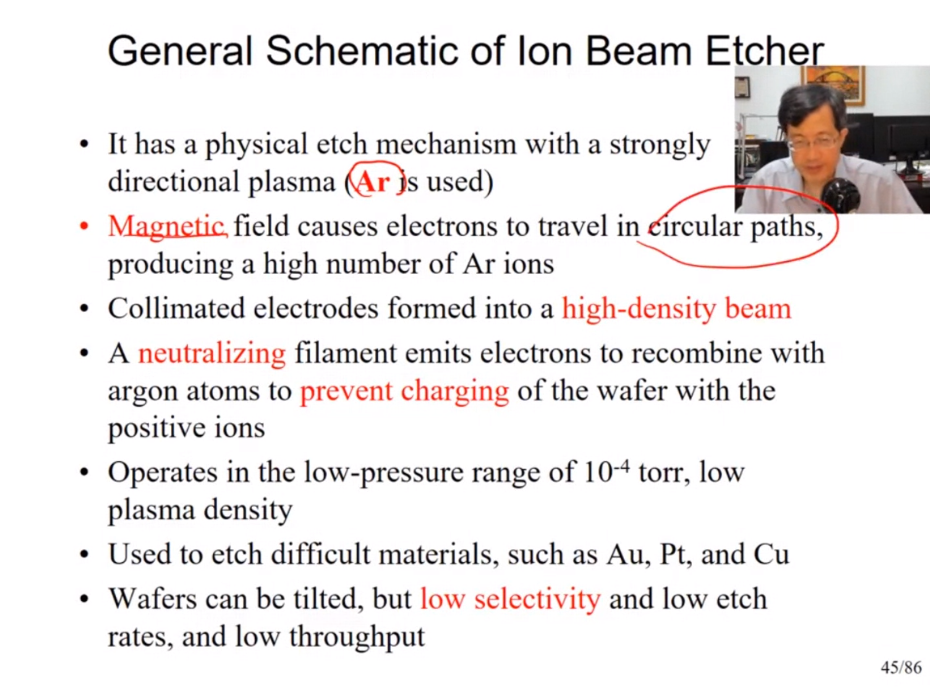 General Schematic of Ion Beam Etcher
• It has a physical etch mechanism with a strongly
directional plasma (Ar is used)
• Magnetic field causes electrons to travel in circular paths,
producing a high number of Ar ions
• Collimated electrodes formed into a high-density beam
• A neutralizing filament emits electrons to recombine with
argon atoms to prevent charging of the wafer with the
positive ions
• Operates in the low-pressure range of 10⁻⁴ torr, low
plasma density
• Used to etch difficult materials, such as Au, Pt, and Cu
• Wafers can be tilted, but low selectivity and low etch
rates, and low throughput
45/86